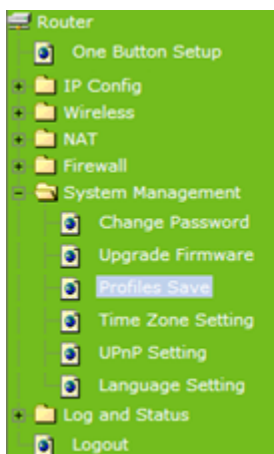 Router
One Button Setup
IP Config
Wireless
NAT
Firewall
System Management
Change Password
Upgrade Firmware
Profiles Save
Time Zone Setting
UPnP Setting
Language Setting
Log and Status
Logout